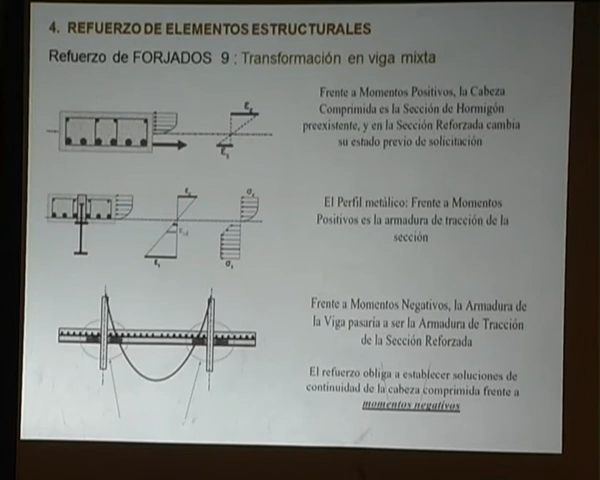 4. REFUERZO DE ELEMENTOS ESTRUCTURALES
Refuerzo de FORJADOS 9 : Transformación en viga mixta
Frente a Momentos Positivos, la Cabeza
Comprimida es la Sección de Hormigón
preexistente, y en la Sección Reforzada cambia
su estado previo de solicitación
El Perfil metálico: Frente a Momentos
Positivos es la armadura de tracción de la
sección
Frente a Momentos Negativos, la Armadura de
la Viga pasaría a ser la Armadura de Tracción
de la Sección Reforzada
El refuerzo obliga a establecer soluciones de
continuidad de la cabeza comprimida frente a
momentos negativos